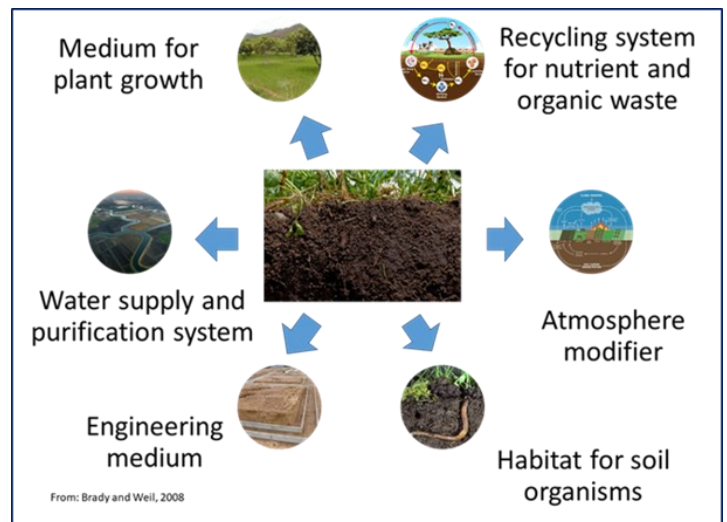 Medium for
plant growth
Recycling system
for nutrient and
organic waste
Water supply and
purification system
Atmosphere
modifier
Engineering
medium
Habitat for soil
organisms
From: Brady and Weil, 2008